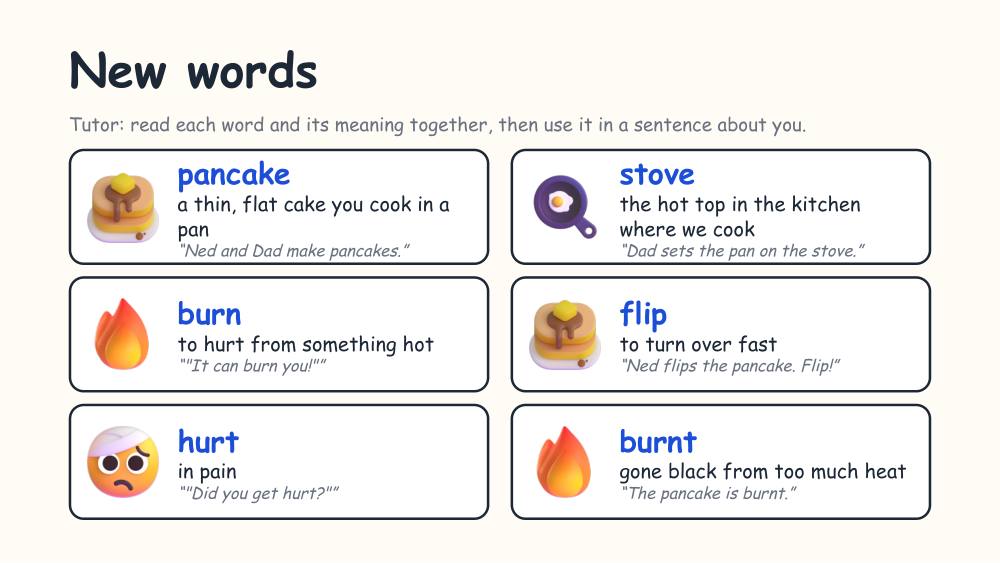 New words
Tutor: read each word and its meaning together, then use it in a sentence about you.
pancake
a thin, flat cake you cook in a
pan
“Ned and Dad make pancakes.”
stove
the hot top in the kitchen
where we cook
“Dad sets the pan on the stove.”
burn
to hurt from something hot
“"It can burn you!"”
flip
to turn over fast
“Ned flips the pancake. Flip!”
hurt
in pain
“"Did you get hurt?"”
burnt
gone black from too much heat
“The pancake is burnt.”